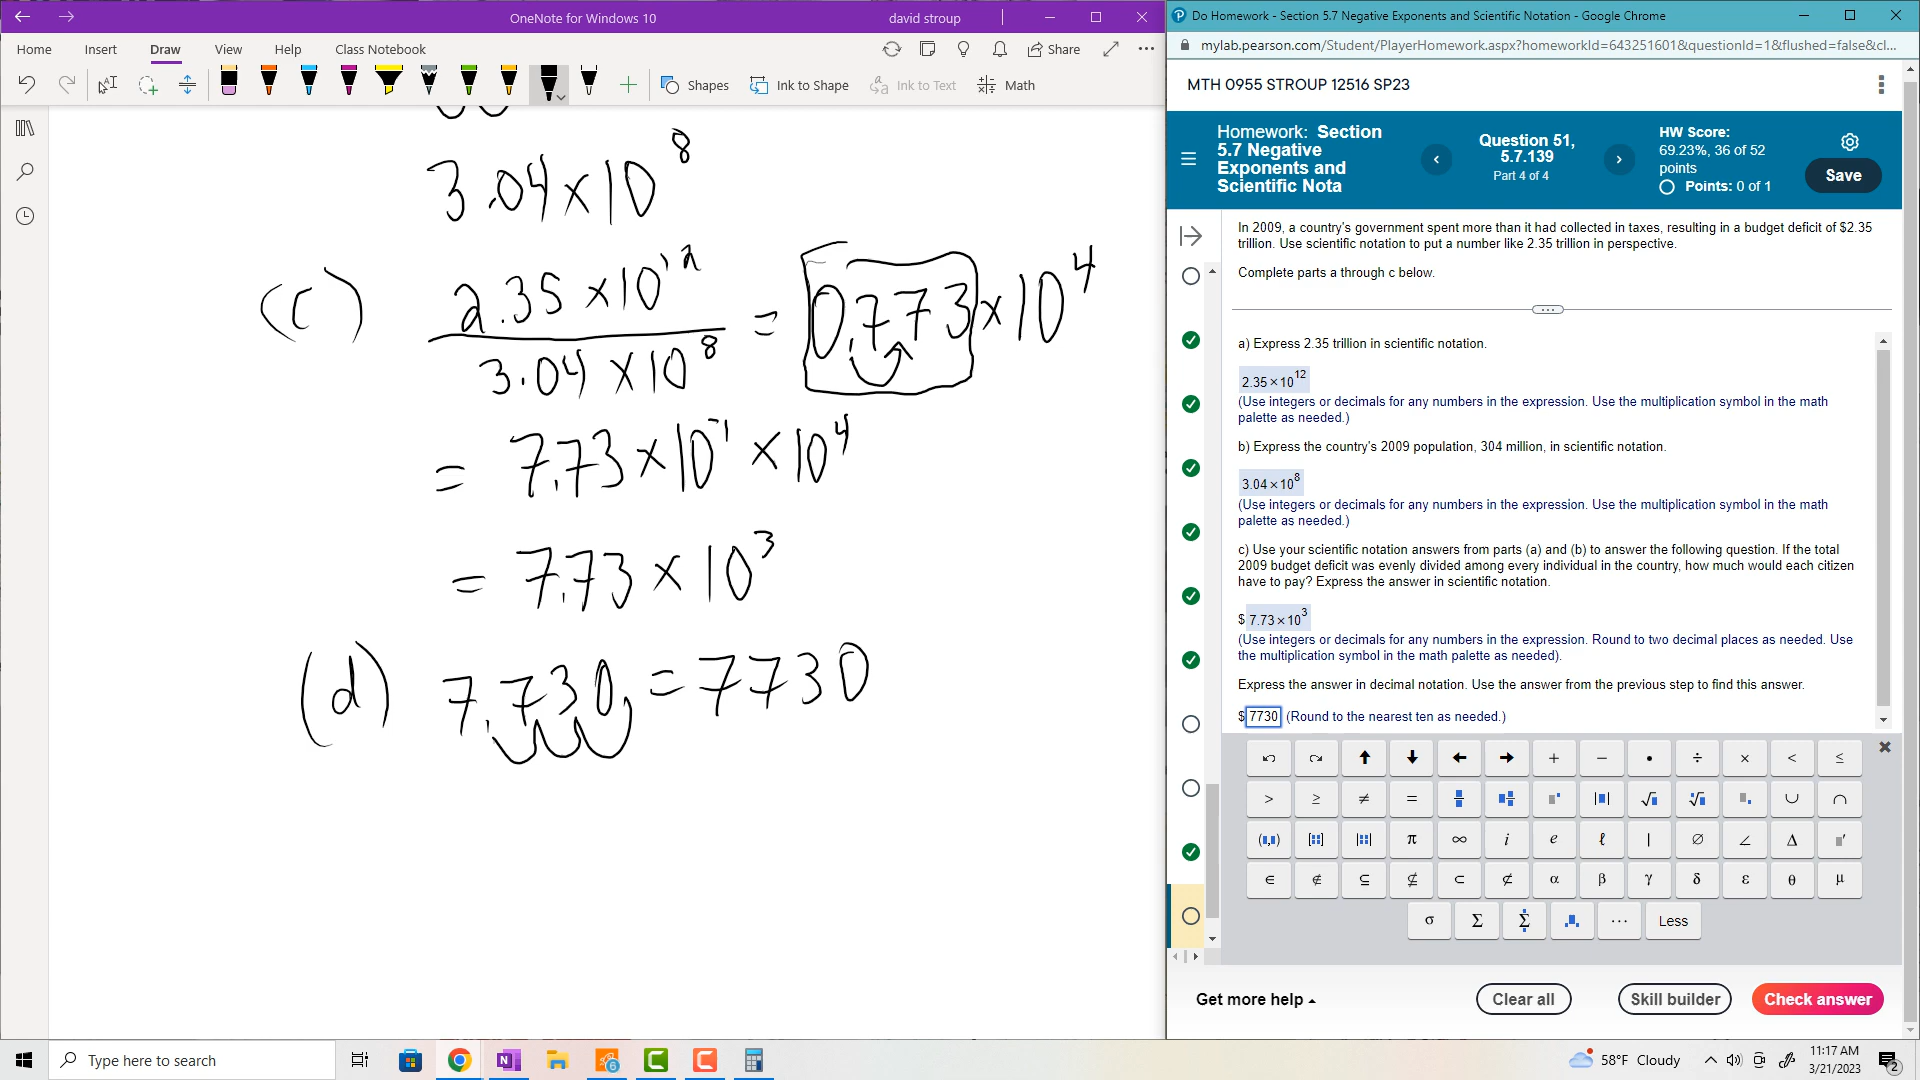 OneNote for Windows 10
david stroup
Home Insert Draw View Help Class Notebook
Share
Shapes Ink to Shape Ink to Text Math
3.04×10^8
(c) 2.35×10^12 / 3.04×10^8 = 0.773×10^4
= 7.73×10^-1 × 10^4
= 7.73×10^3
(d) 7.730. = 7730
Do Homework - Section 5.7 Negative Exponents and Scientific Notation - Google Chrome
mylab.pearson.com/Student/PlayerHomework.aspx?homeworkId=643251601&questionId=1&flushed=false&cl...
MTH 0955 STROUP 12516 SP23
Homework: Section
5.7 Negative
Exponents and
Scientific Nota
Question 51,
5.7.139
Part 4 of 4
HW Score:
69.23%, 36 of 52
points
Points: 0 of 1
Save
In 2009, a country's government spent more than it had collected in taxes, resulting in a budget deficit of $2.35
trillion. Use scientific notation to put a number like 2.35 trillion in perspective.
Complete parts a through c below.
a) Express 2.35 trillion in scientific notation.
2.35×10^12
(Use integers or decimals for any numbers in the expression. Use the multiplication symbol in the math
palette as needed.)
b) Express the country's 2009 population, 304 million, in scientific notation.
3.04×10^8
(Use integers or decimals for any numbers in the expression. Use the multiplication symbol in the math
palette as needed.)
c) Use your scientific notation answers from parts (a) and (b) to answer the following question. If the total
2009 budget deficit was evenly divided among every individual in the country, how much would each citizen
have to pay? Express the answer in scientific notation.
$ 7.73×10^3
(Use integers or decimals for any numbers in the expression. Round to two decimal places as needed. Use
the multiplication symbol in the math palette as needed).
Express the answer in decimal notation. Use the answer from the previous step to find this answer.
$ 7730 (Round to the nearest ten as needed.)
+ − • ÷ × < ≤
> ≥ ≠ = ∪ ∩
π ∞ i e ℓ | ∅ ∠ Δ
∈ ∉ ⊆ ⊈ ⊂ ⊄ α β γ δ ε θ μ
σ Σ Σ ... Less
Get more help
Clear all
Skill builder
Check answer
Type here to search
58°F Cloudy
11:17 AM
3/21/2023
2